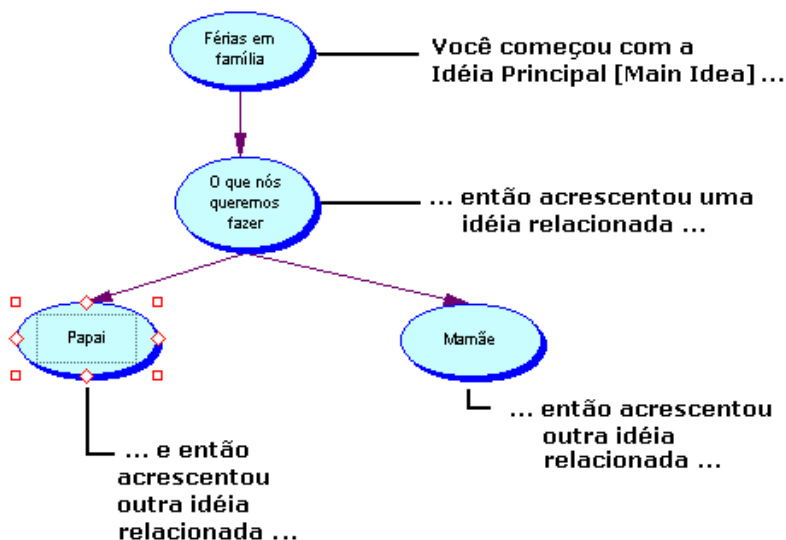 Férias em
família
Você começou com a
Idéia Principal [Main Idea] ...
O que nós
queremos
fazer
... então acrescentou uma
idéia relacionada ...
Papai
Mamãe
... então acrescentou
outra idéia
relacionada ...
... e então
acrescentou
outra idéia
relacionada ...